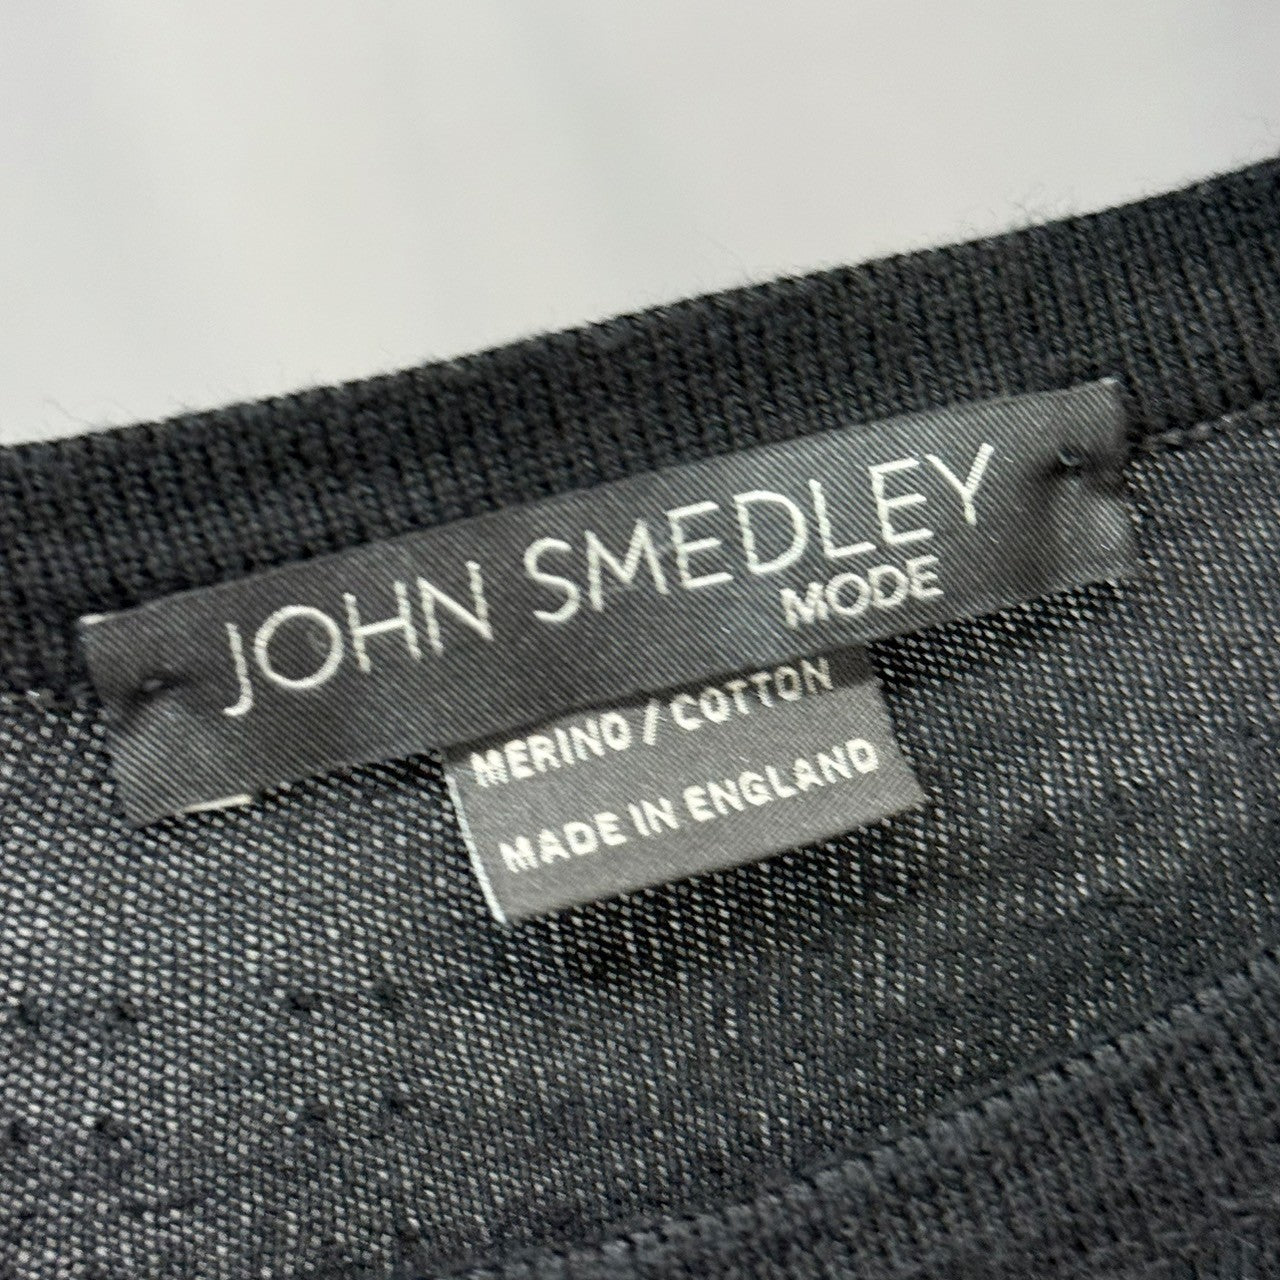 JOHN SMEDLEY
MODE
MERINO / COTTON
MADE IN ENGLAND